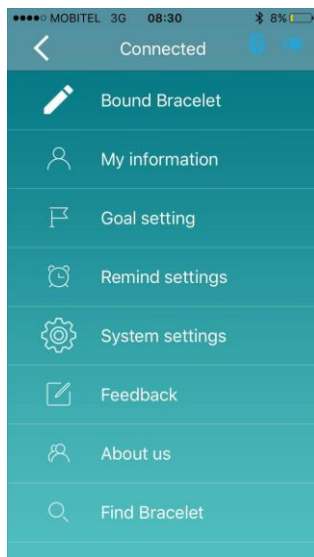 MOBITEL 3G 08:30 8%
Connected
Bound Bracelet
My information
Goal setting
Remind settings
System settings
Feedback
About us
Find Bracelet